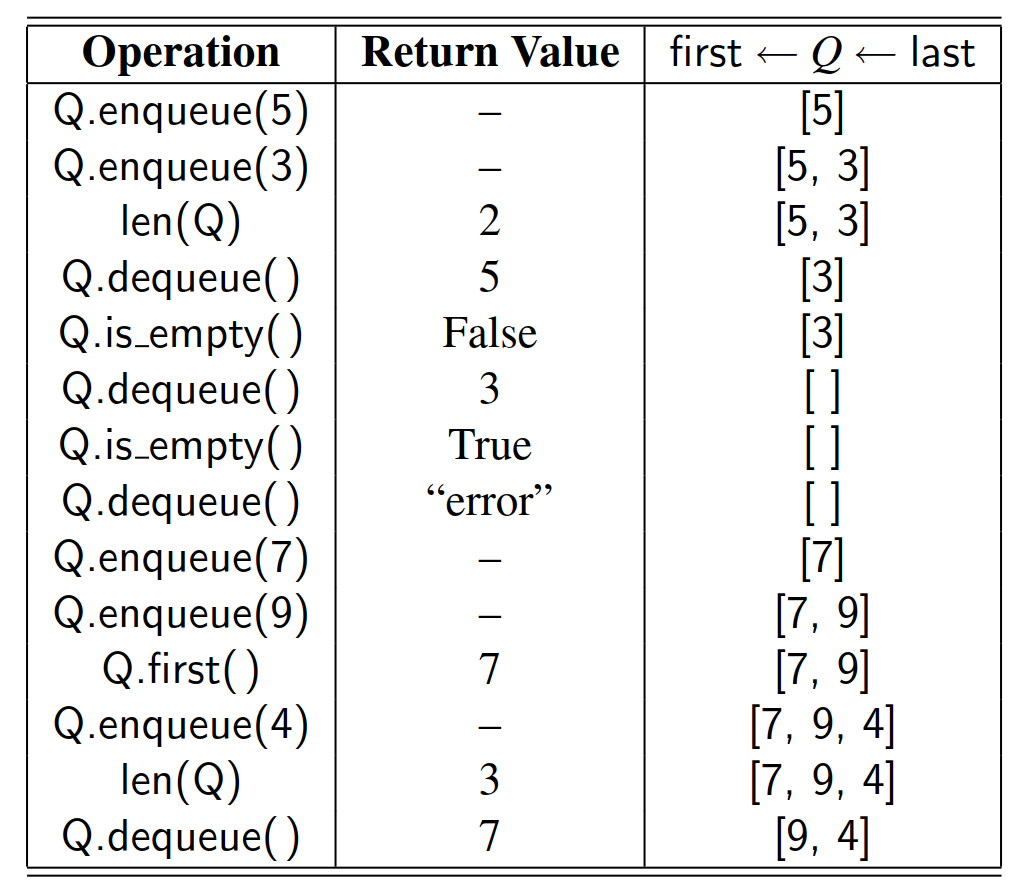 Operation Return Value first ← Q ← last
Q.enqueue(5) – [5]
Q.enqueue(3) – [5, 3]
len(Q) 2 [5, 3]
Q.dequeue( ) 5 [3]
Q.is_empty( ) False [3]
Q.dequeue( ) 3 [ ]
Q.is_empty( ) True [ ]
Q.dequeue( ) “error” [ ]
Q.enqueue(7) – [7]
Q.enqueue(9) – [7, 9]
Q.first( ) 7 [7, 9]
Q.enqueue(4) – [7, 9, 4]
len(Q) 3 [7, 9, 4]
Q.dequeue( ) 7 [9, 4]